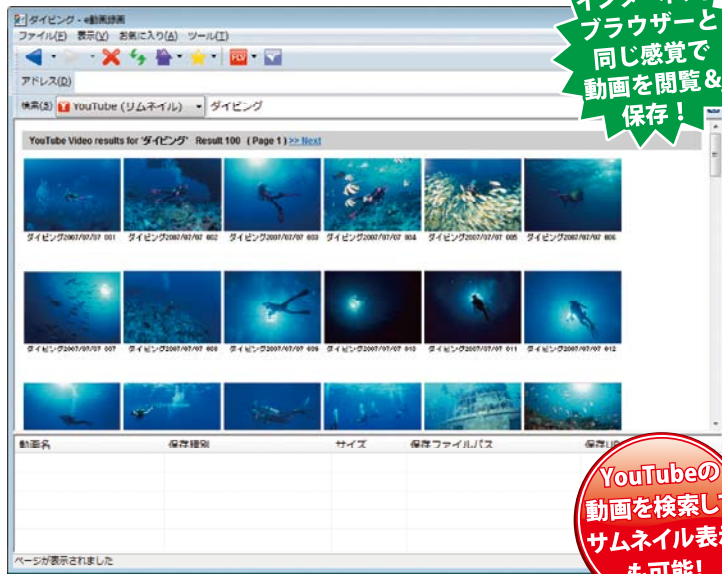 ダイビング - e動画録画
ファイル(F) 表示(V) お気に入り(A) ツール(T)
FLV
アドレス(D)
検索(S) YouTube (サムネイル) ダイビング
YouTube Video results for 'ダイビング' Result 100 ( Page 1 ) >> Next
ダイビング2007/07/07 001 ダイビング2007/07/07 002 ダイビング2007/07/07 003 ダイビング2007/07/07 004 ダイビング2007/07/07 005 ダイビング2007/07/07 006
ダイビング2007/07/07 007 ダイビング2007/07/07 008 ダイビング2007/07/07 009 ダイビング2007/07/07 010 ダイビング2007/07/07 011 ダイビング2007/07/07 012
動画名 保存種別 サイズ 保存ファイルパス 保存UR
ページが表示されました
ブラウザーと
同じ感覚で
動画を閲覧＆
保存！
YouTubeの
動画を検索して
サムネイル表示
も可能!